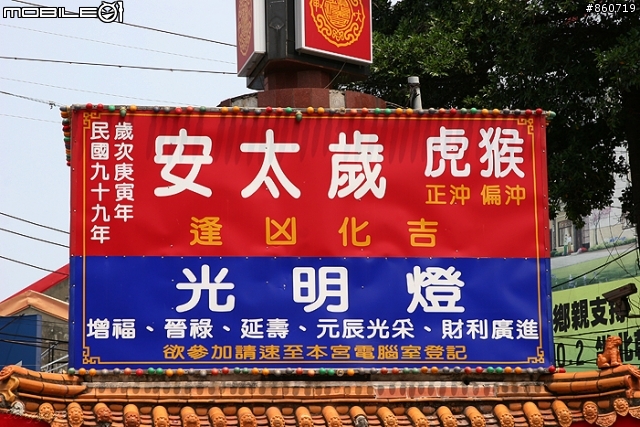 mobile01
#860719
民國九十九年
歲次庚寅年
安太歲
虎猴
正沖 偏沖
逢凶化吉
光明燈
增福、晉祿、延壽、元辰光采、財利廣進
欲參加請速至本宮電腦室登記
鄉親支